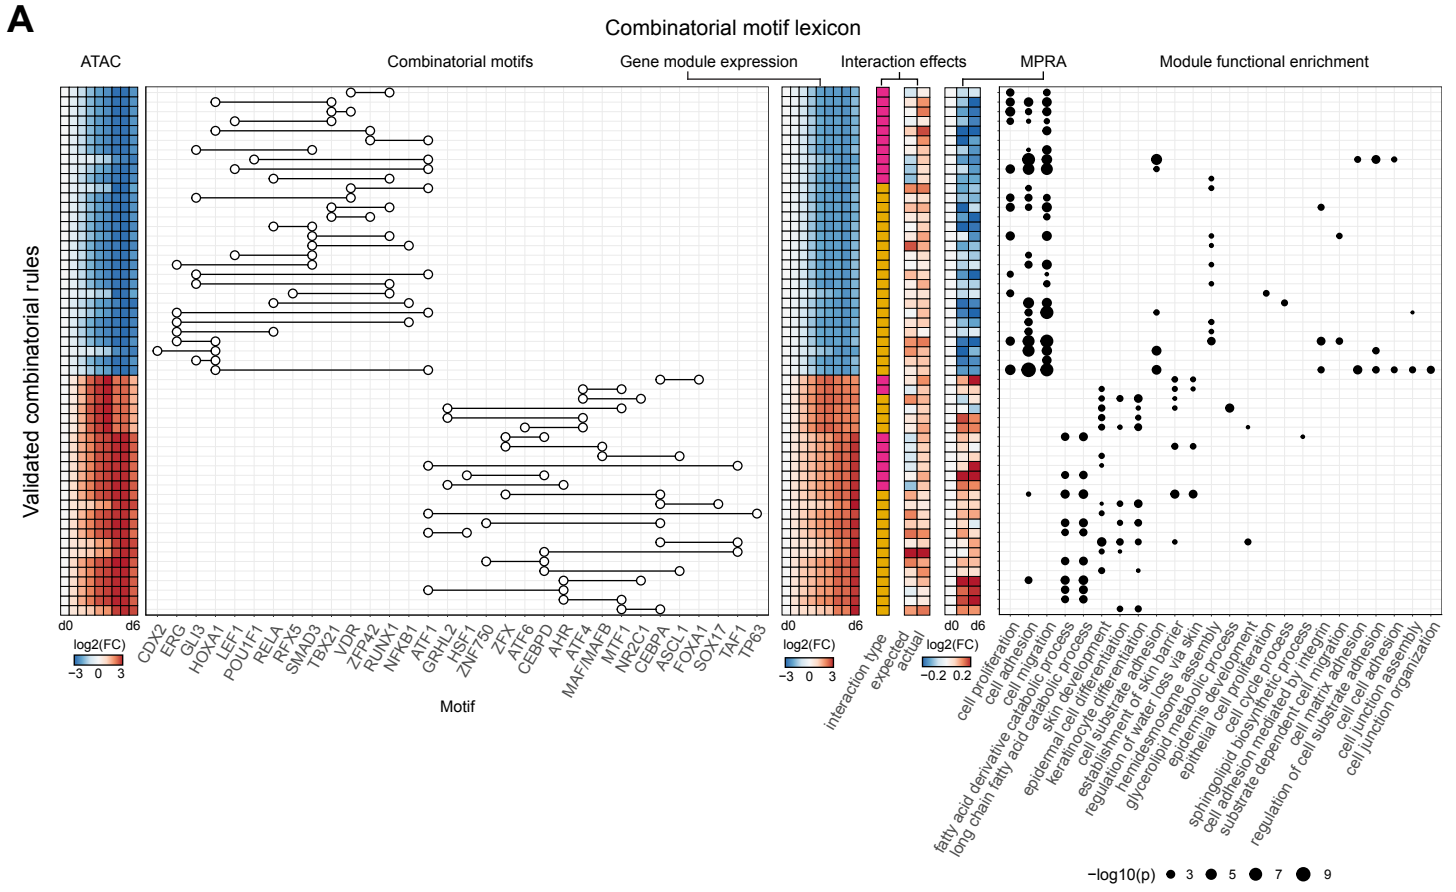 A
Combinatorial motif lexicon
ATAC
Combinatorial motifs
Gene module expression
Interaction effects
MPRA
Module functional enrichment
Validated combinatorial rules
d0 d6
log2(FC)
−3 0 3
CDX2
ERG
GLI3
HOXA1
LEF1
POU1F1
RELA
RFX5
SMAD3
TBX21
VDR
ZFP42
RUNX1
NFKB1
ATF1
GRHL2
HSF1
ZNF750
ZFX
ATF6
CEBPD
AHR
ATF4
MAF/MAFB
MTF1
NR2C1
CEBPA
ASCL1
FOXA1
SOX17
TAF1
TP63
Motif
d0 d6
log2(FC)
−3 0 3
interaction type
expected
actual
d0 d6
log2(FC)
−0.2 0 0.2
cell proliferation
cell adhesion
cell migration
fatty acid derivative catabolic process
long chain fatty acid catabolic process
skin development
epidermal cell differentiation
keratinocyte differentiation
cell substrate adhesion
establishment of skin barrier
regulation of water loss via skin
hemidesmosome assembly
glycerolipid metabolic process
epidermis development
epithelial cell proliferation
cell cycle process
sphingolipid biosynthetic process
cell adhesion mediated by integrin
substrate dependent cell migration
cell matrix adhesion
regulation of cell substrate adhesion
cell cell adhesion
cell junction assembly
cell junction organization
−log10(p) 3 5 7 9